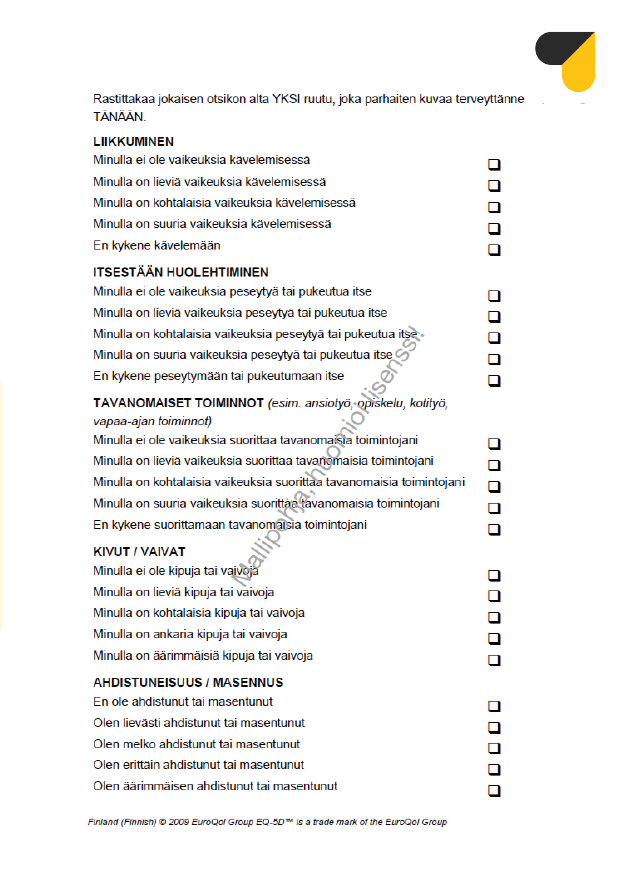 Rastittakaa jokaisen otsikon alta YKSI ruutu, joka parhaiten kuvaa terveyttänne
TÄNÄÄN.
LIIKKUMINEN
Minulla ei ole vaikeuksia kävelemisessä
Minulla on lieviä vaikeuksia kävelemisessä
Minulla on kohtalaisia vaikeuksia kävelemisessä
Minulla on suuria vaikeuksia kävelemisessä
En kykene kävelemään
ITSESTÄÄN HUOLEHTIMINEN
Minulla ei ole vaikeuksia peseytyä tai pukeutua itse
Minulla on lieviä vaikeuksia peseytyä tai pukeutua itse
Minulla on kohtalaisia vaikeuksia peseytyä tai pukeutua itse
Minulla on suuria vaikeuksia peseytyä tai pukeutua itse
En kykene peseytymään tai pukeutumaan itse
TAVANOMAISET TOIMINNOT (esim. ansiotyö, opiskelu, kotityö,
vapaa-ajan toiminnot)
Minulla ei ole vaikeuksia suorittaa tavanomaisia toimintojani
Minulla on lieviä vaikeuksia suorittaa tavanomaisia toimintojani
Minulla on kohtalaisia vaikeuksia suorittaa tavanomaisia toimintojani
Minulla on suuria vaikeuksia suorittaa tavanomaisia toimintojani
En kykene suorittamaan tavanomaisia toimintojani
KIVUT / VAIVAT
Minulla ei ole kipuja tai vaivoja
Minulla on lieviä kipuja tai vaivoja
Minulla on kohtalaisia kipuja tai vaivoja
Minulla on ankaria kipuja tai vaivoja
Minulla on äärimmäisiä kipuja tai vaivoja
AHDISTUNEISUUS / MASENNUS
En ole ahdistunut tai masentunut
Olen lievästi ahdistunut tai masentunut
Olen melko ahdistunut tai masentunut
Olen erittäin ahdistunut tai masentunut
Olen äärimmäisen ahdistunut tai masentunut
Finland (Finnish) © 2009 EuroQol Group EQ-5D™ is a trade mark of the EuroQol Group
Mallipohja, huomioi lisenssi!